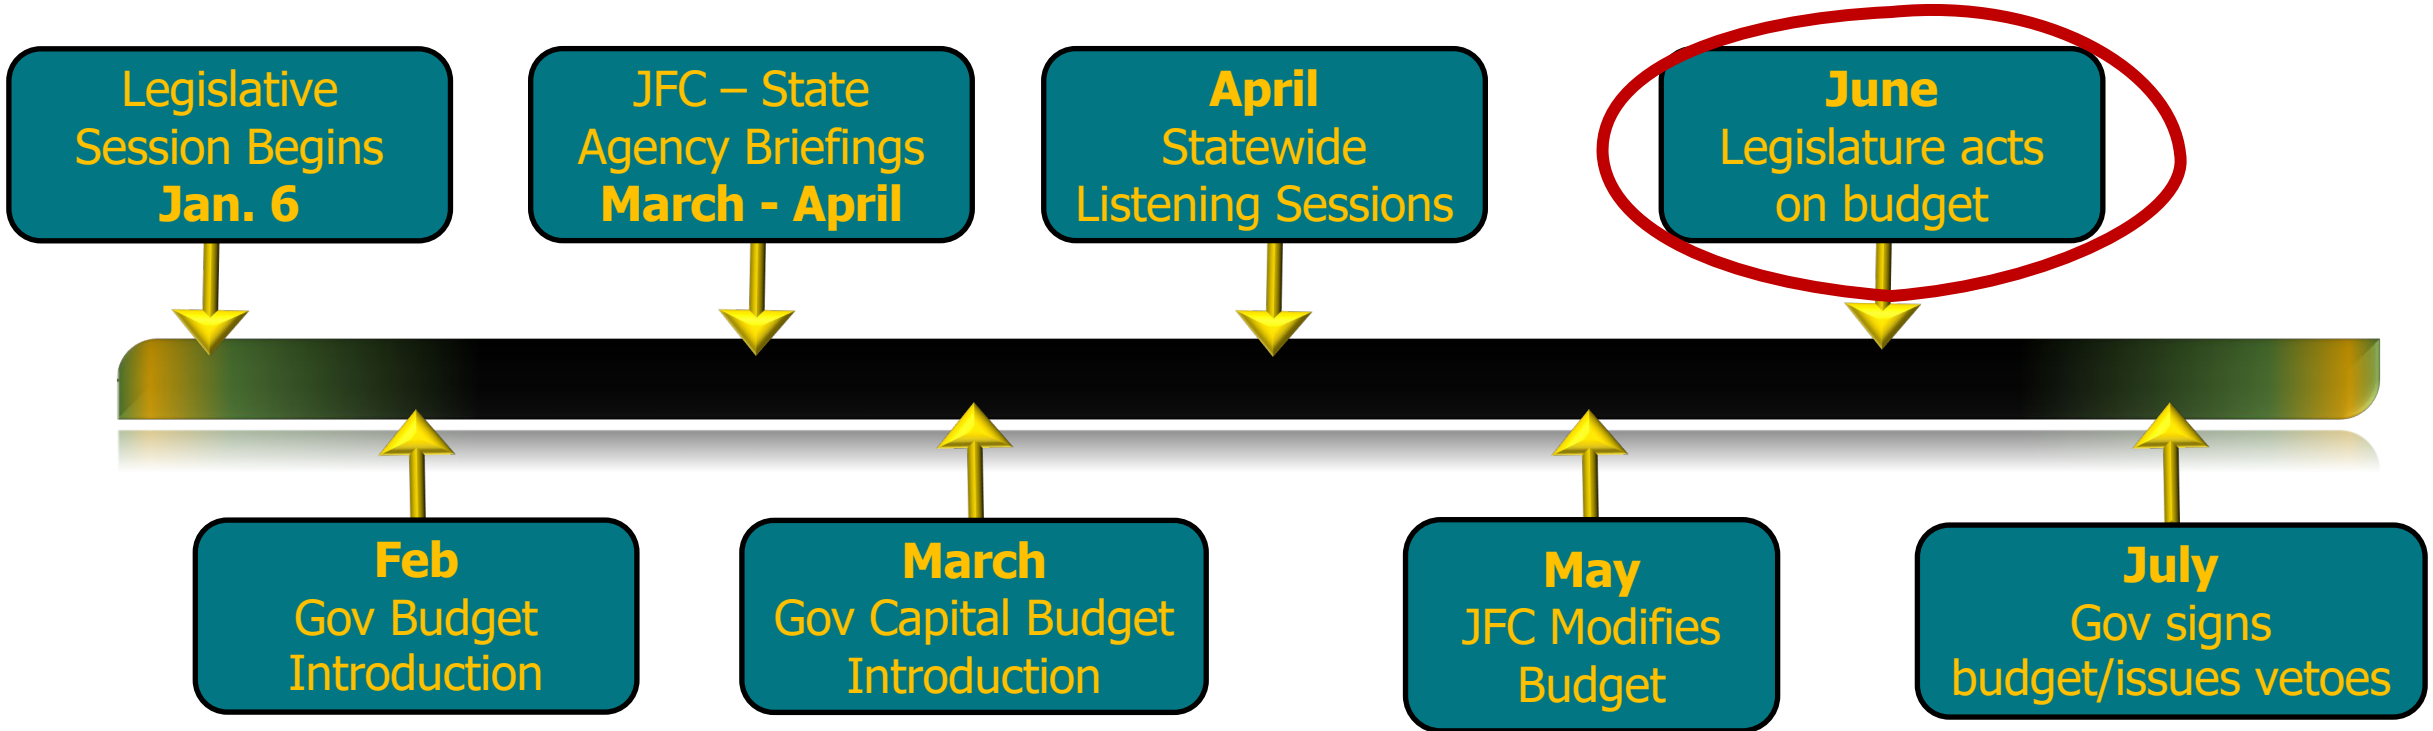 Legislative
Session Begins
Jan. 6
JFC – State
Agency Briefings
March - April
April
Statewide
Listening Sessions
June
Legislature acts
on budget
Feb
Gov Budget
Introduction
March
Gov Capital Budget
Introduction
May
JFC Modifies
Budget
July
Gov signs
budget/issues vetoes